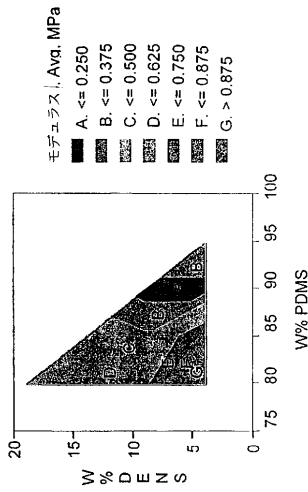 モデュラス1, Avg, MPa
A. <= 0.250
B. <= 0.375
C. <= 0.500
D. <= 0.625
E. <= 0.750
F. <= 0.875
G. > 0.875
W
%
D
E
N
S
20
15
10
5
0
D
C
B
B
E
F
G
75
80
85
90
95
100
W% PDMS